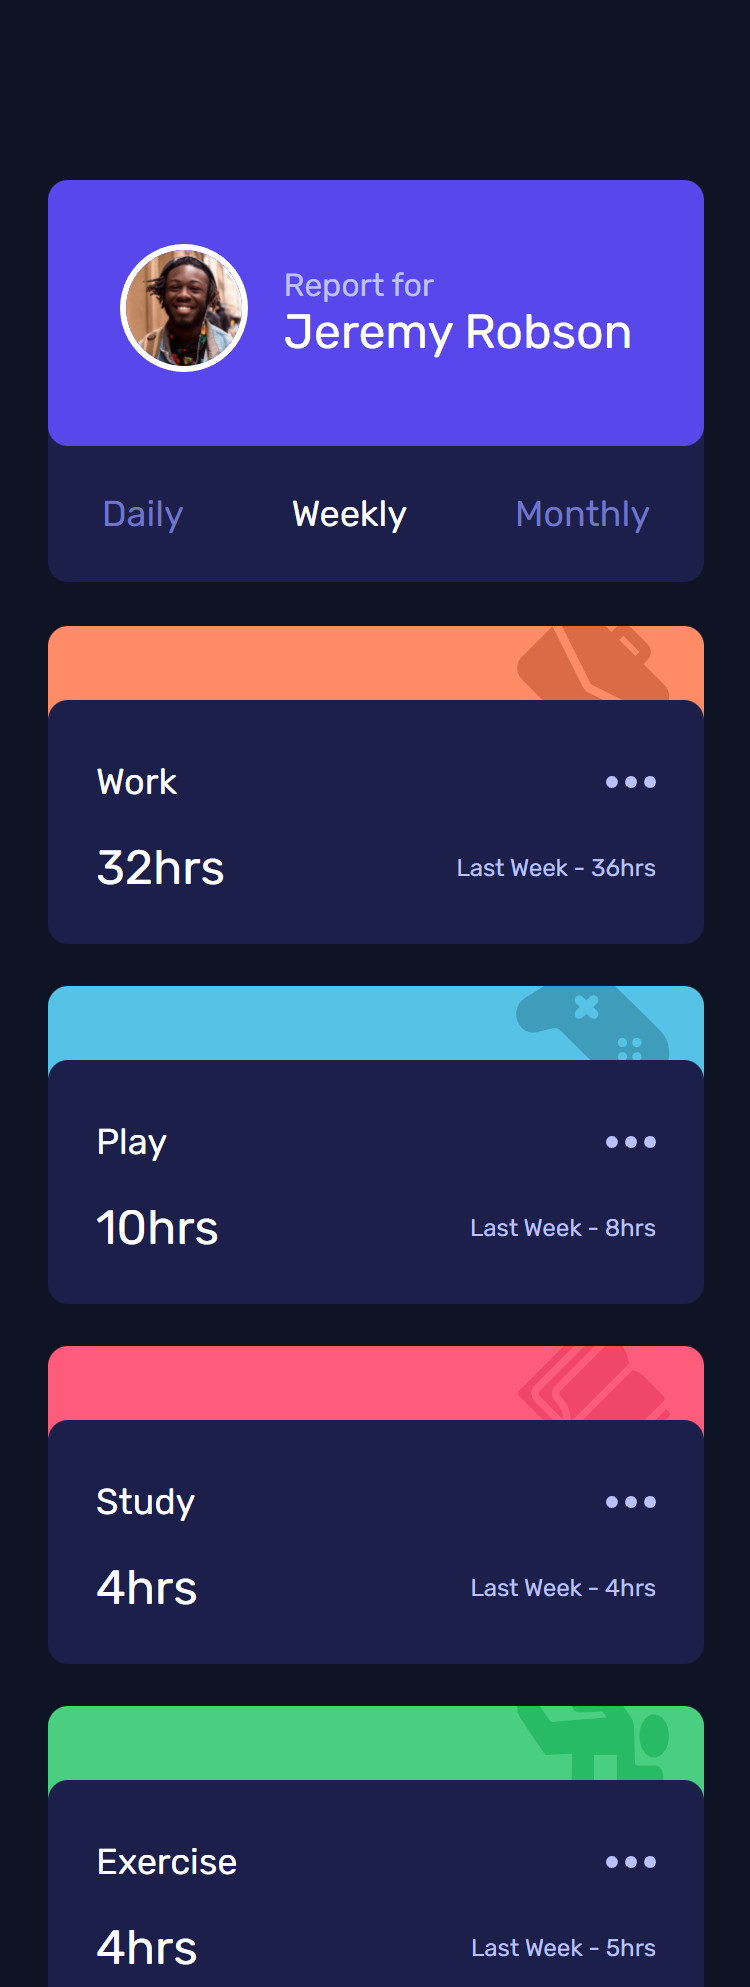 Report for
Jeremy Robson
Daily Weekly Monthly
Work
32hrs Last Week - 36hrs
Play
10hrs Last Week - 8hrs
Study
4hrs Last Week - 4hrs
Exercise
4hrs Last Week - 5hrs